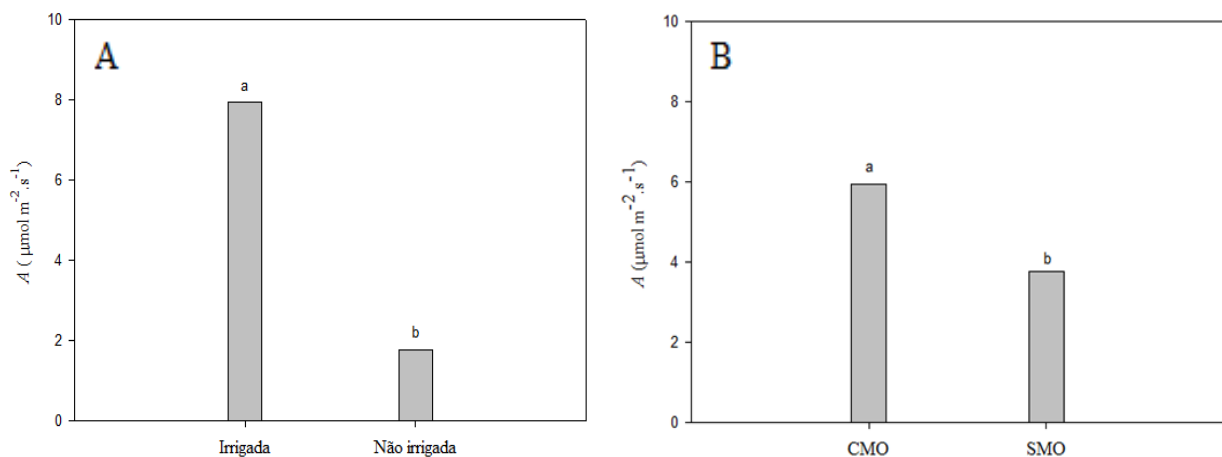 A
10
8
6
4
2
0
A ( μmol m⁻².s⁻¹)
a
b
Irrigada
Não irrigada
B
10
8
6
4
2
0
A (μmol m⁻².s⁻¹)
a
b
CMO
SMO